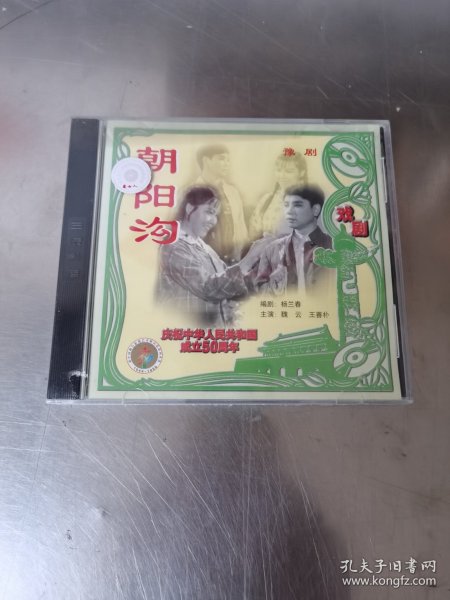 豫剧
朝阳沟
戏剧
编剧：杨兰春
主演：魏 云 王善朴
庆祝中华人民共和国
成立50周年
孔夫子旧书网
www.kongfz.com